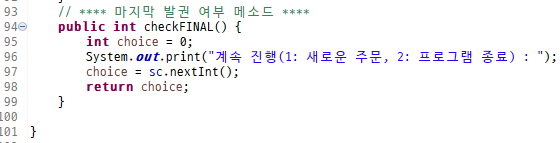 93 // **** 마지막 발권 여부 메소드 ****
94 public int checkFINAL() {
95 int choice = 0;
96 System.out.print("계속 진행(1: 새로운 주문, 2: 프로그램 종료) : ");
97 choice = sc.nextInt();
98 return choice;
99 }
100
101 }